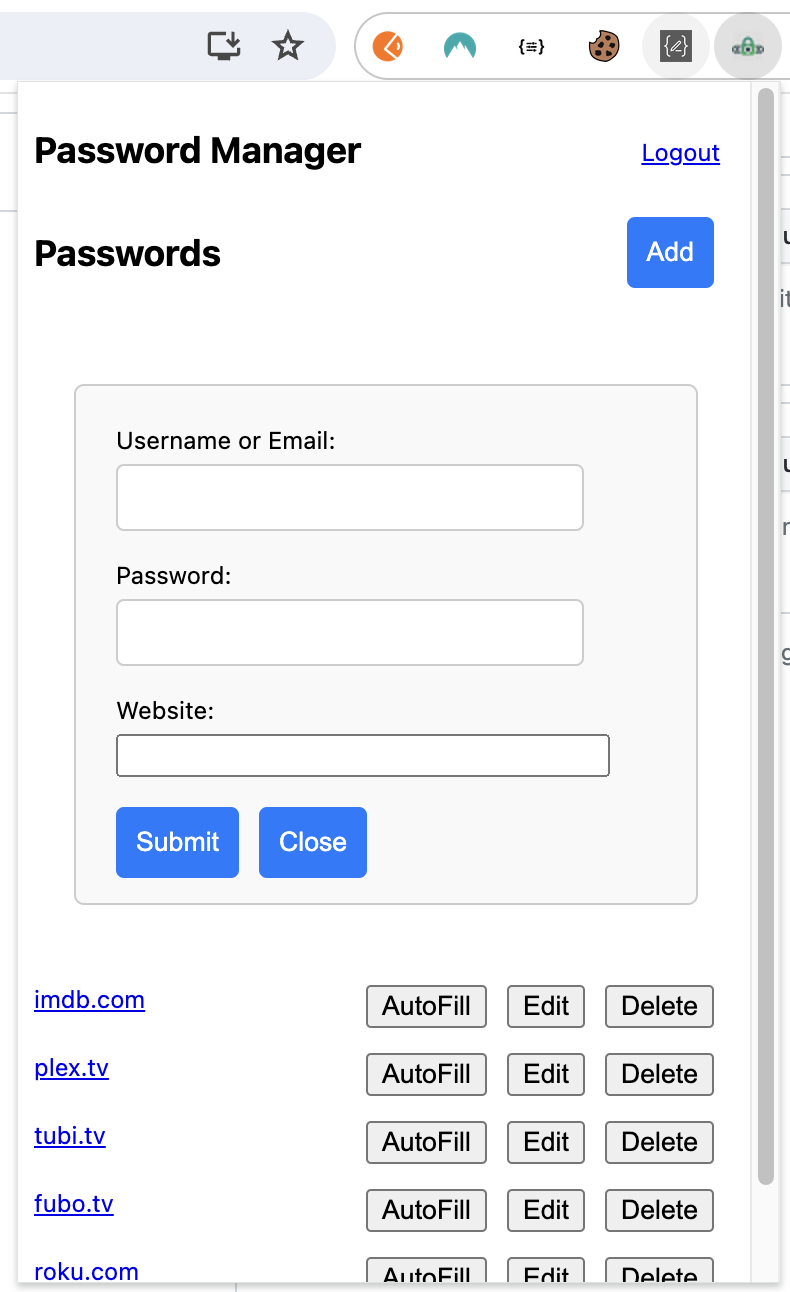 {≡}
Password Manager
Logout
Passwords
Add
Username or Email:
Password:
Website:
Submit Close
imdb.com AutoFill Edit Delete
plex.tv AutoFill Edit Delete
tubi.tv AutoFill Edit Delete
fubo.tv AutoFill Edit Delete
roku.com AutoFill Edit Delete